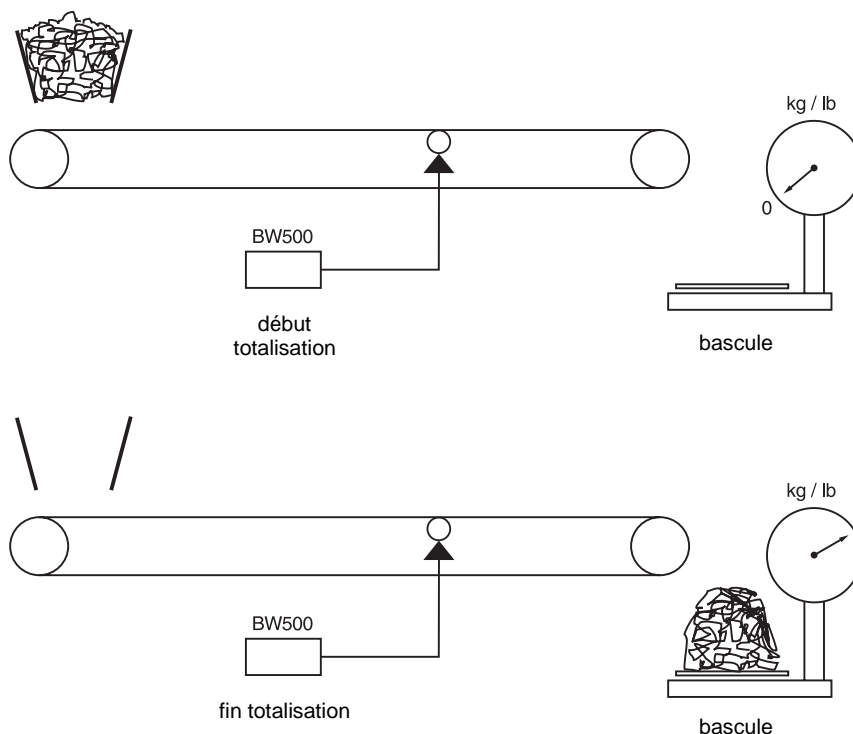 kg / lb
0
BW500
début
totalisation
bascule
kg / lb
BW500
fin totalisation
bascule